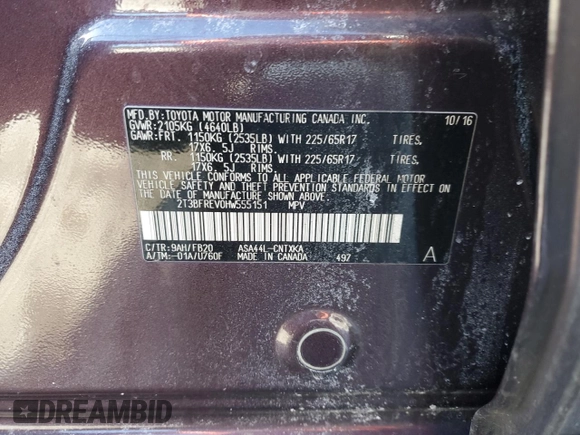 MFD.BY:TOYOTA MOTOR MANUFACTURING CANADA INC. 10/16
GVWR:2105KG (4640LB)
GAWR:FRT. 1150KG (2535LB) WITH 225/65R17 TIRES.
17X6.5J RIMS.
RR. 1150KG (2535LB) WITH 225/65R17 TIRES.
17X6.5J RIMS.
THIS VEHICLE CONFORMS TO ALL APPLICABLE FEDERAL MOTOR
VEHICLE SAFETY AND THEFT PREVENTION STANDARDS IN EFFECT ON
THE DATE OF MANUFACTURE SHOWN ABOVE.
2T3BFREV0HW555151 MPV
C/TR:9AH/FB20 ASA44L-CNTXKA
A/TM:-01A/U760F MADE IN CANADA 497 A
DREAMBID